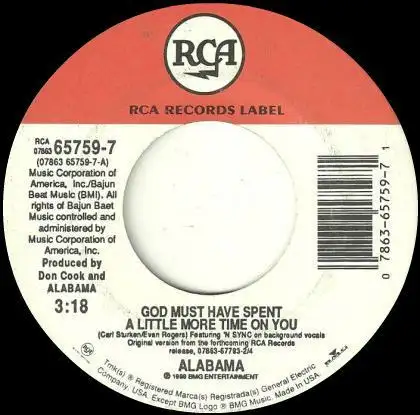 RCA
RCA RECORDS LABEL
RCA
07863 65759-7
(07863 65759-7-A)
Music Corporation of
America, Inc./Bajun
Beat Music (BMI). All
rights of Bajun Baet
Music controlled and
administered by
Music Corporation of
America, Inc.
Produced by
Don Cook and
ALABAMA
3:18
0 7863-65759-7 1
GOD MUST HAVE SPENT
A LITTLE MORE TIME ON YOU
(Carl Sturken/Evan Rogers) Featuring 'N SYNC on background vocals
Original version from the forthcoming RCA Records
release, 07863-67793-2/4
ALABAMA
℗ 1998 BMG ENTERTAINMENT
RCA
BMG
Tmk(s) ® Registered Marca(s) Registrada(s) General Electric
Company, USA. Except BMG Logo ® BMG Music. Made in USA